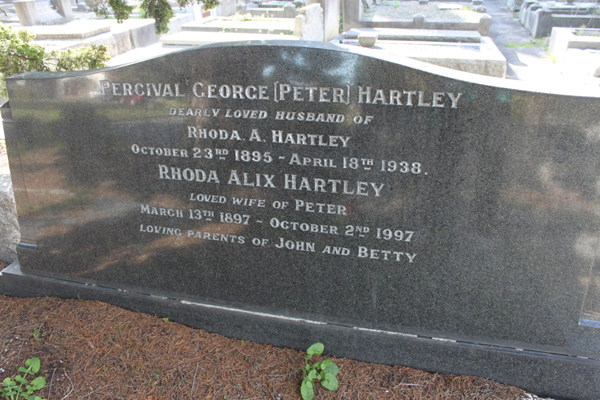 Percival George [Peter] Hartley
dearly loved husband of
Rhoda A. Hartley
October 23RD 1895 - April 18TH 1938.
Rhoda Alix Hartley
loved wife of Peter
March 13TH 1897 - October 2ND 1997
loving parents of John and Betty